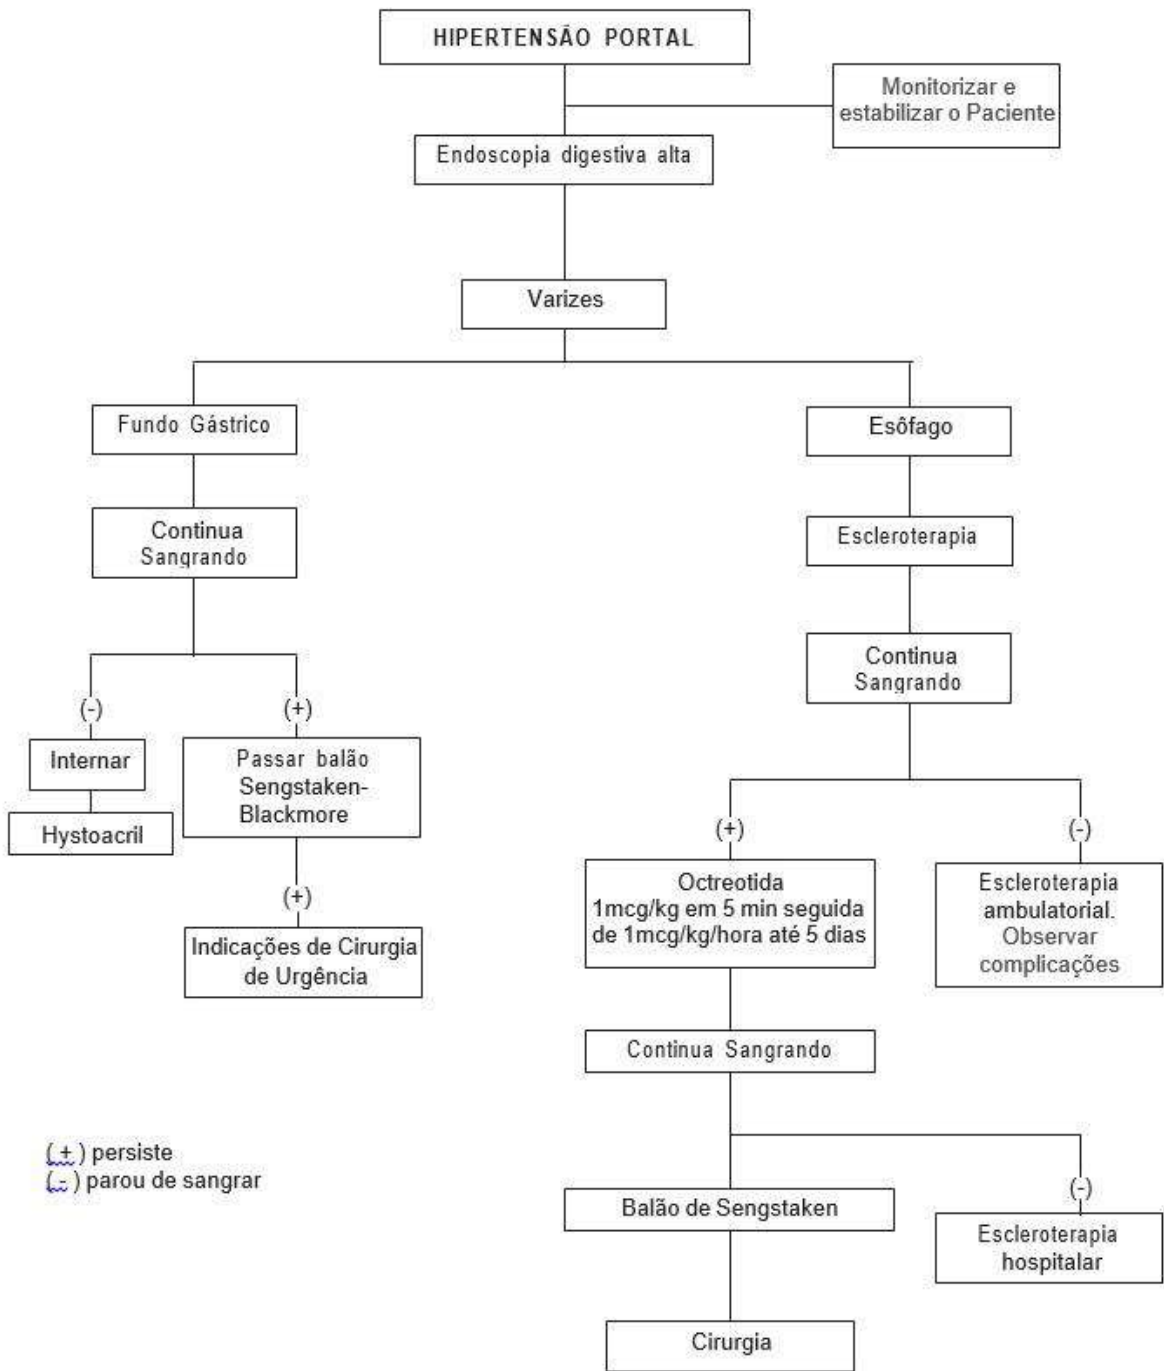 HIPERTENSÃO PORTAL
Monitorizar e
estabilizar o Paciente
Endoscopia digestiva alta
Varizes
Fundo Gástrico
Esôfago
Continua
Sangrando
Escleroterapia
Continua
Sangrando
(-)
(+)
Internar
Passar balão
Sengstaken-
Blackmore
Hystoacril
(+)
Indicações de Cirurgia
de Urgência
(+)
(-)
Octreotida
1mcg/kg em 5 min seguida
de 1mcg/kg/hora até 5 dias
Escleroterapia
ambulatorial.
Observar
complicações
Continua Sangrando
( + ) persiste
( - ) parou de sangrar
(-)
Balão de Sengstaken
Escleroterapia
hospitalar
Cirurgia